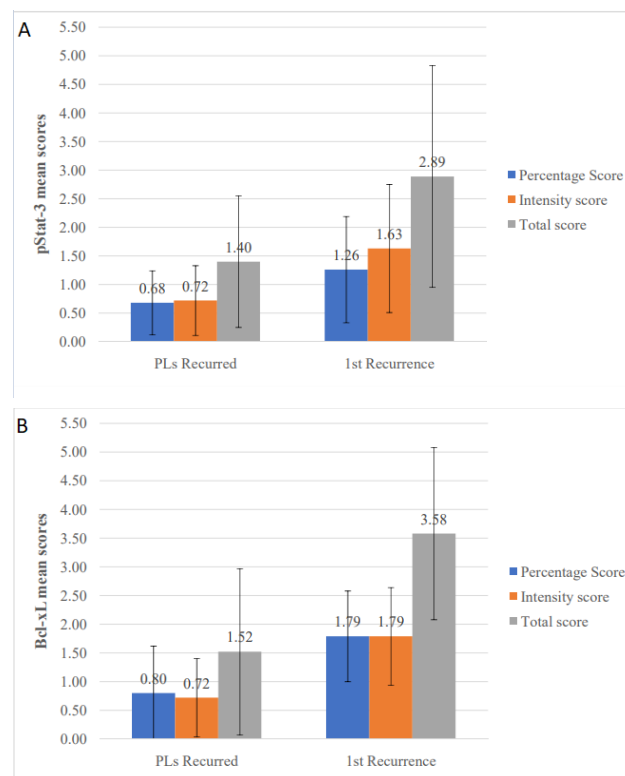 A
pStat-3 mean scores
5.50
5.00
4.50
4.00
3.50
3.00
2.50
2.00
1.50
1.00
0.50
0.00
0.68
0.72
1.40
1.26
1.63
2.89
PLs Recurred
1st Recurrence
Percentage Score
Intensity score
Total score
B
Bcl-xL mean scores
5.50
5.00
4.50
4.00
3.50
3.00
2.50
2.00
1.50
1.00
0.50
0.00
0.80
0.72
1.52
1.79
1.79
3.58
PLs Recurred
1st Recurrence
Percentage Score
Intensity score
Total score